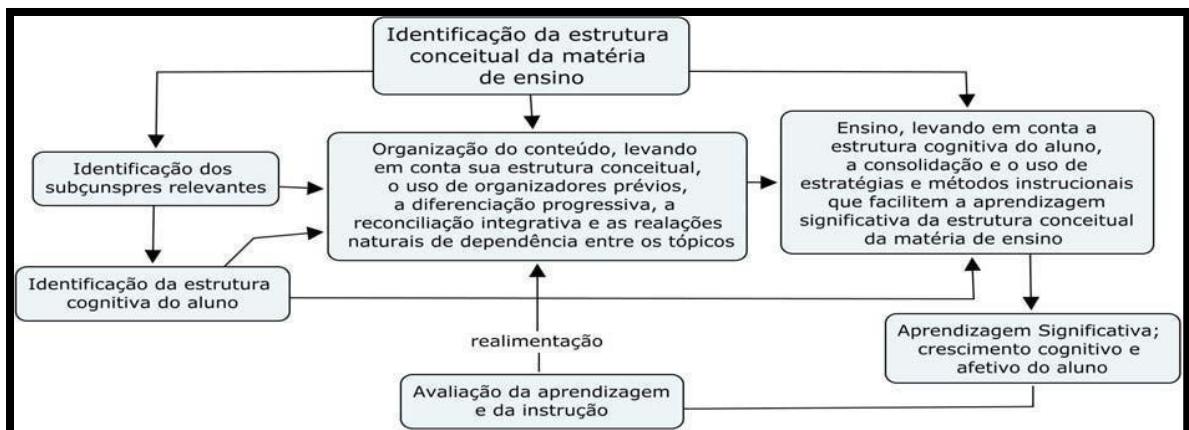 Identificação da estrutura
conceitual da matéria
de ensino
Identificação dos
subçunspres relevantes
Organização do conteúdo, levando
em conta sua estrutura conceitual,
o uso de organizadores prévios,
a diferenciação progressiva, a
reconciliação integrativa e as realações
naturais de dependência entre os tópicos
Ensino, levando em conta a
estrutura cognitiva do aluno,
a consolidação e o uso de
estratégias e métodos instrucionais
que facilitem a aprendizagem
significativa da estrutura conceitual
da matéria de ensino
Identificação da estrutura
cognitiva do aluno
realimentação
Aprendizagem Significativa;
crescimento cognitivo e
afetivo do aluno
Avaliação da aprendizagem
e da instrução